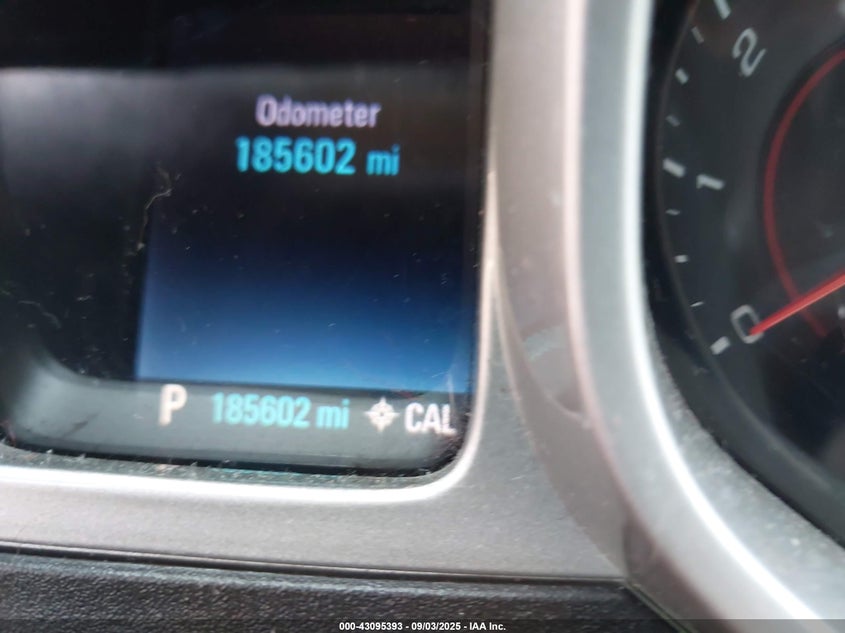 Odometer
185602 mi
P 185602 mi CAL
2
1
0
000-43095393 - 09/03/2025 - IAA Inc.